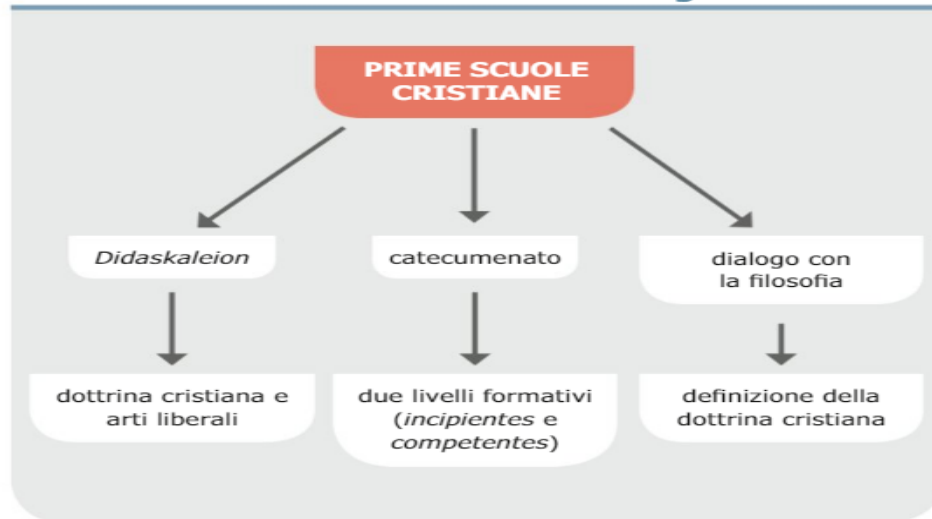 PRIME SCUOLE
CRISTIANE
Didaskaleion
catecumenato
dialogo con
la filosofia
dottrina cristiana e
arti liberali
due livelli formativi
(incipientes e
competentes)
definizione della
dottrina cristiana